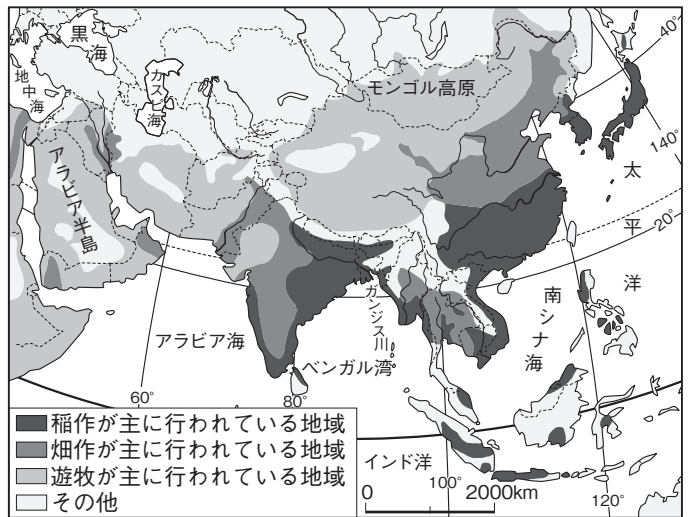 黒海
地中海
カスピ海
モンゴル高原
40°
140°
アラビア半島
太平洋
20°
ガンジス川
南シナ海
アラビア海
ベンガル湾
60°
80°
稲作が主に行われている地域
畑作が主に行われている地域
遊牧が主に行われている地域
その他
インド洋
100°
0 2000km
120°